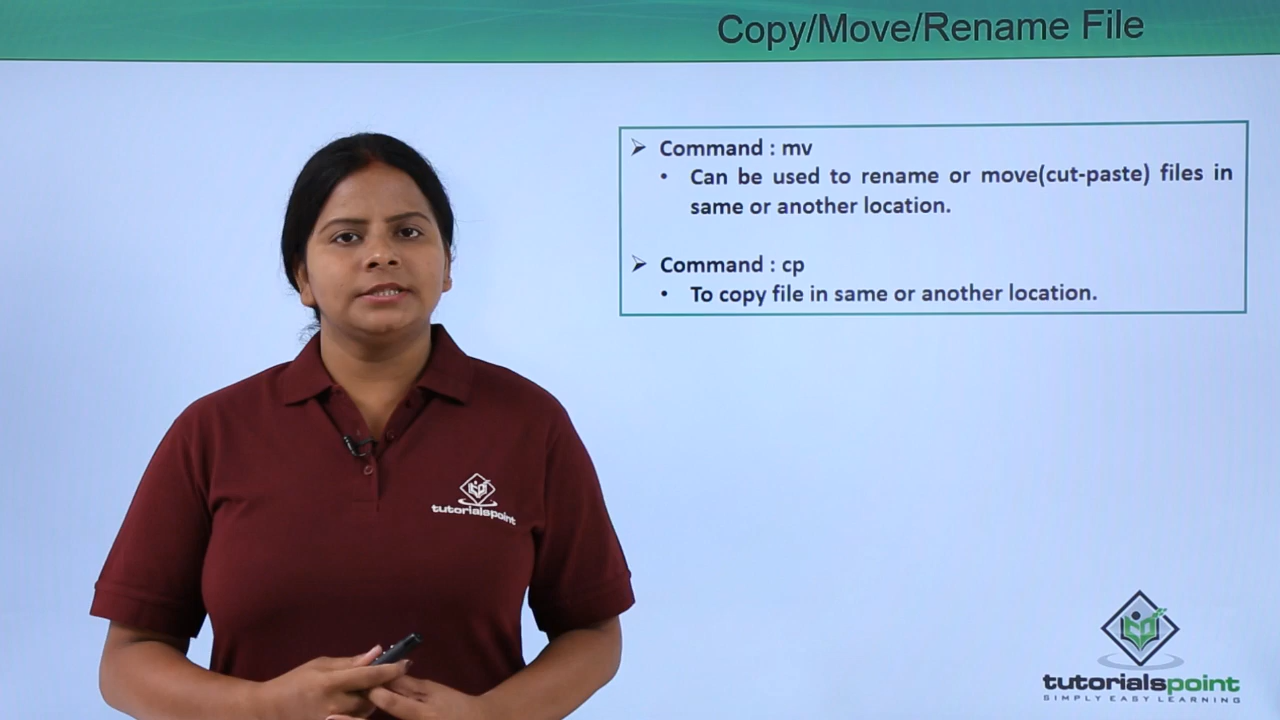 Copy/Move/Rename File
➢ Command : mv
• Can be used to rename or move(cut-paste) files in
same or another location.
➢ Command : cp
• To copy file in same or another location.
tutorialspoint
tutorialspoint
SIMPLY EASY LEARNING